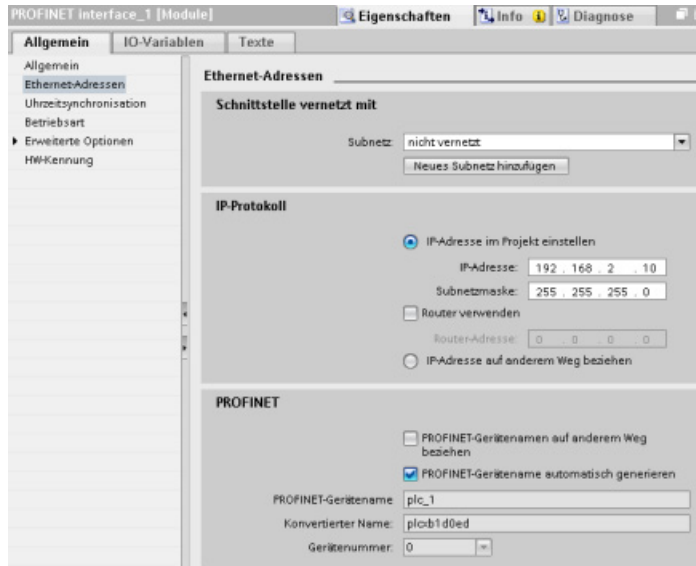 PROFINET interface_1 [Module]
Eigenschaften
Info
Diagnose
Allgemein
IO-Variablen
Texte
Allgemein
Ethernet-Adressen
Uhrzeitsynchronisation
Betriebsart
Erweiterte Optionen
HW-Kennung
Ethernet-Adressen
Schnittstelle vernetzt mit
Subnetz: nicht vernetzt
Neues Subnetz hinzufügen
IP-Protokoll
IP-Adresse im Projekt einstellen
IP-Adresse: 192 . 168 . 2 . 10
Subnetzmaske: 255 . 255 . 255 . 0
Router verwenden
Router-Adresse: 0 . 0 . 0 . 0
IP-Adresse auf anderem Weg beziehen
PROFINET
PROFINET-Gerätenamen auf anderem Weg
beziehen
PROFINET-Gerätename automatisch generieren
PROFINET-Gerätename plc_1
Konvertierter Name: plcxb1d0ed
Gerätenummer: 0